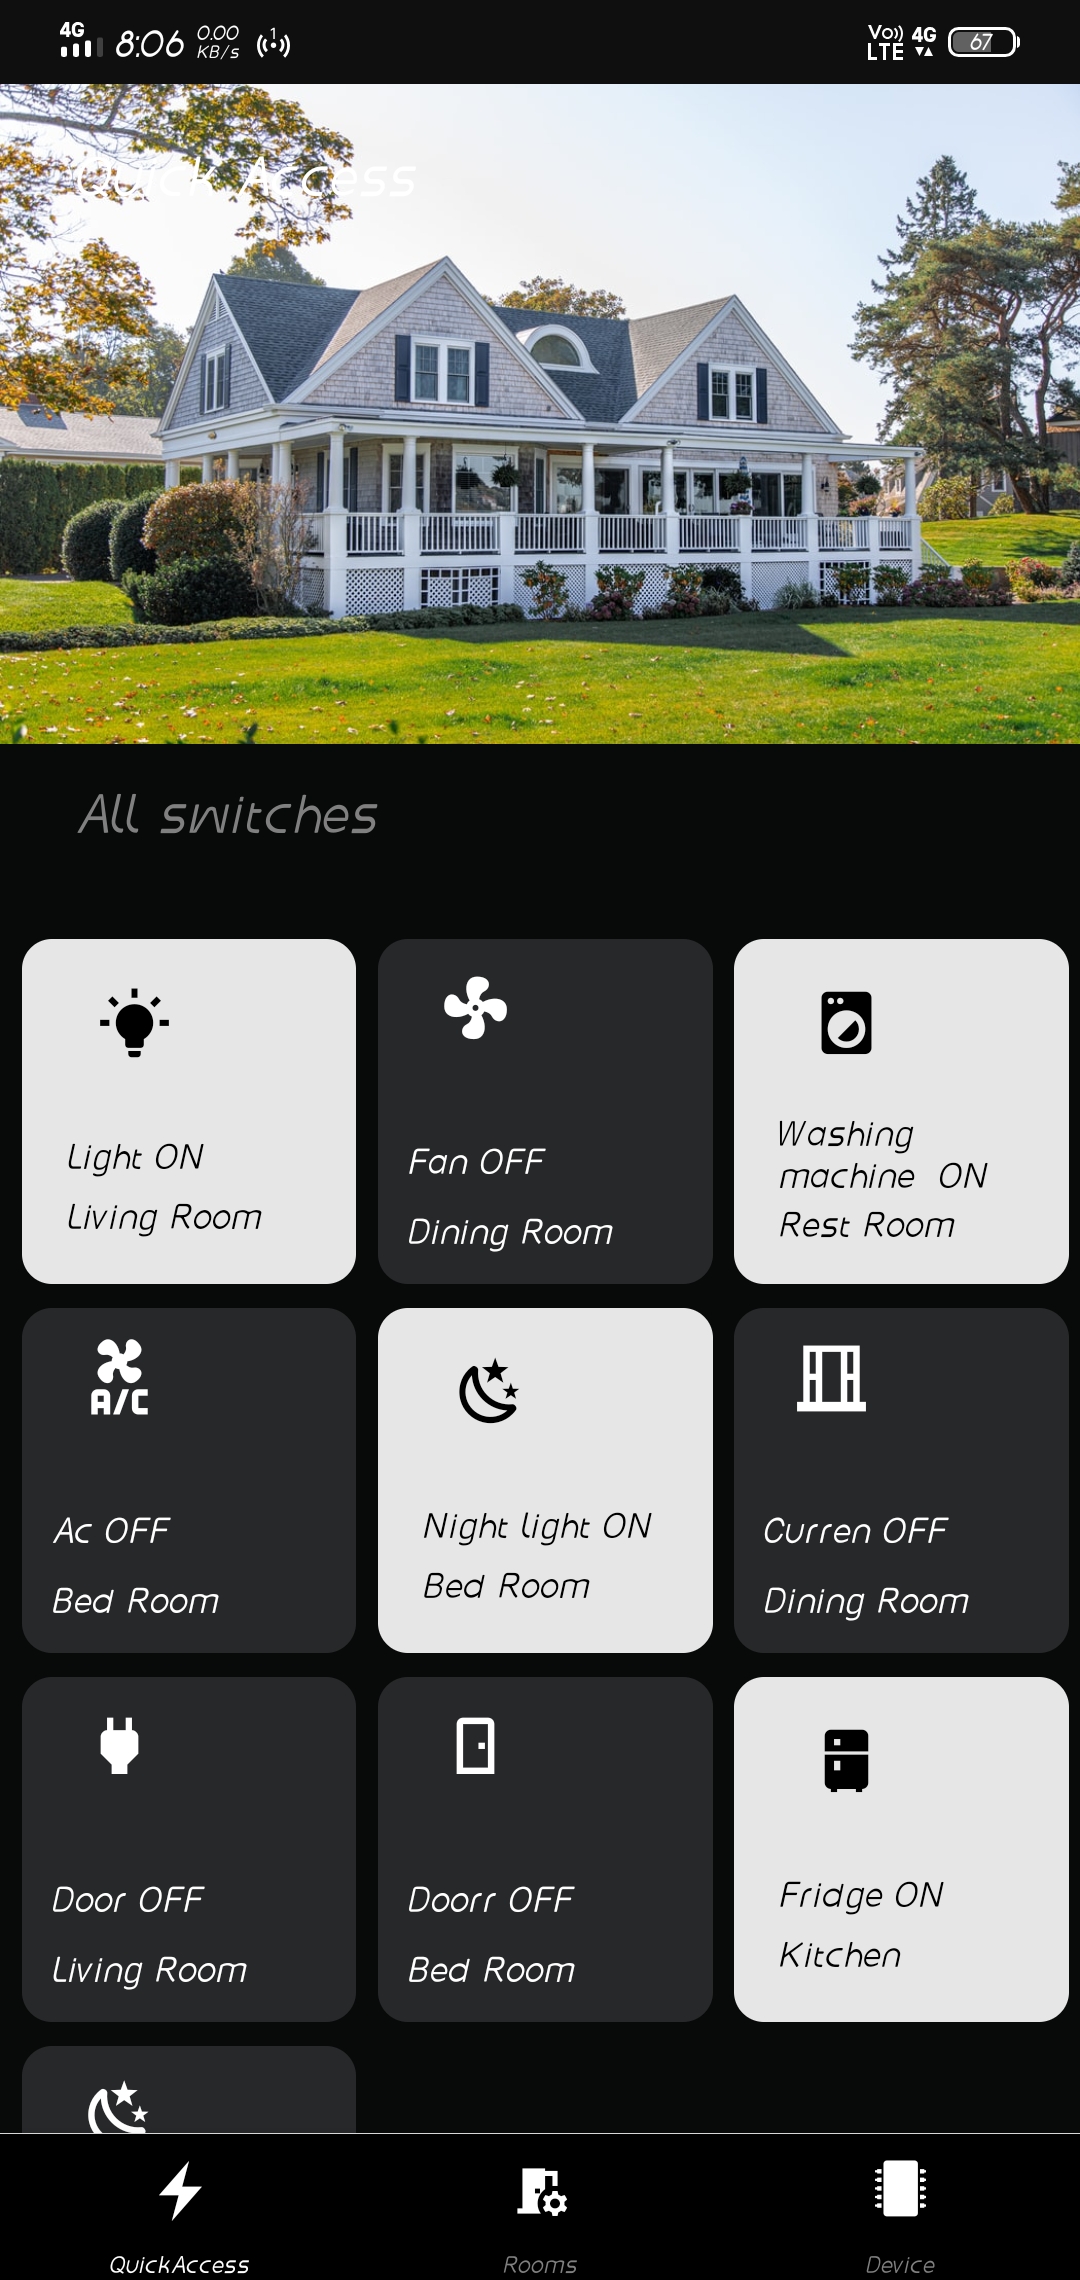 4G 8:06 0.00 KB/s 1 Vo)) LTE 4G 67
Quick Access
All switches
Light ON
Living Room
Fan OFF
Dining Room
Washing
machine ON
Rest Room
A/C
Ac OFF
Bed Room
Night light ON
Bed Room
Curren OFF
Dining Room
Door OFF
Living Room
Doorr OFF
Bed Room
Fridge ON
Kitchen
QuickAccess
Rooms
Device